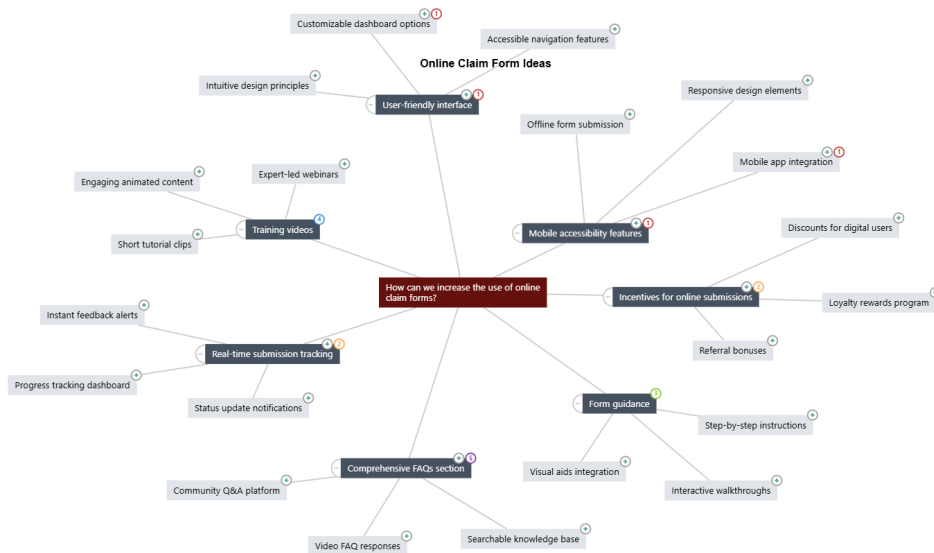 Customizable dashboard options
1
Accessible navigation features
Online Claim Form Ideas
Intuitive design principles
User-friendly interface
1
Responsive design elements
Offline form submission
Mobile app integration
1
Expert-led webinars
Engaging animated content
Training videos
4
Short tutorial clips
Mobile accessibility features
1
Discounts for digital users
How can we increase the use of online
claim forms?
Incentives for online submissions
2
Loyalty rewards program
Instant feedback alerts
Real-time submission tracking
2
Referral bonuses
Progress tracking dashboard
Status update notifications
Form guidance
Step-by-step instructions
Visual aids integration
Interactive walkthroughs
Comprehensive FAQs section
5
Community Q&A platform
Video FAQ responses
Searchable knowledge base